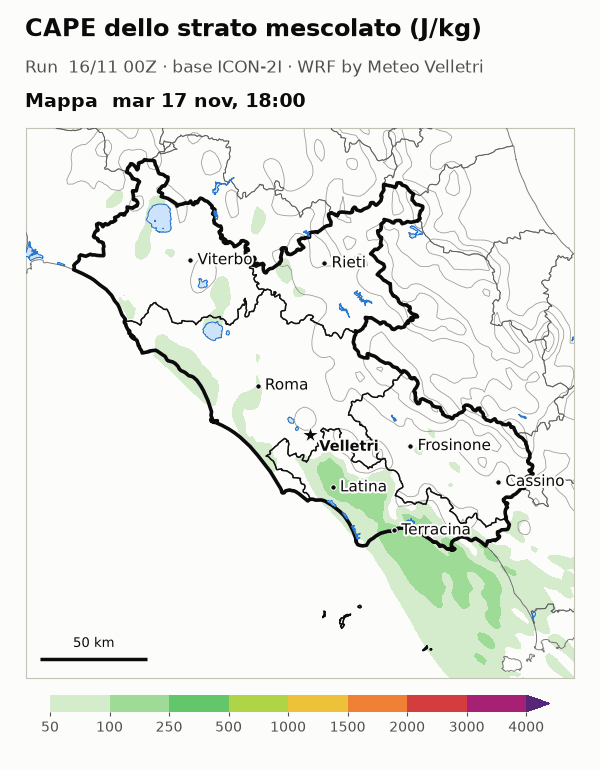 CAPE dello strato mescolato (J/kg)
Run  16/11 00Z · base ICON-2I · WRF by Meteo Velletri
Mappa  mar 17 nov, 18:00
Viterbo
Rieti
Roma
Velletri
Frosinone
Cassino
Latina
Terracina
50 km
50 100 250 500 1000 1500 2000 3000 4000